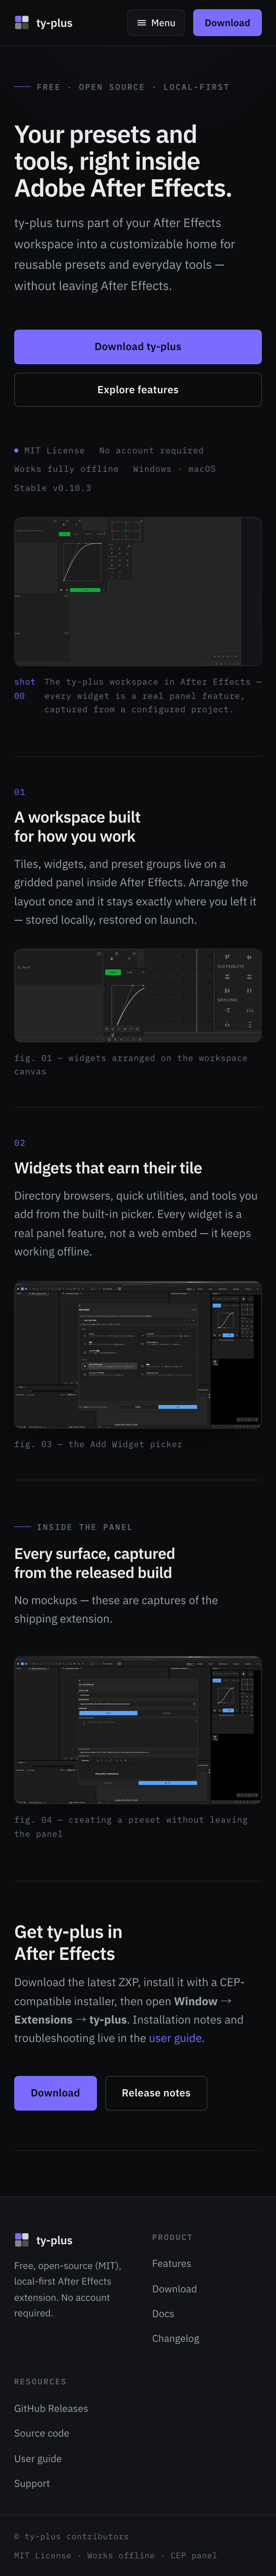 ty-plus
Menu
Download
FREE · OPEN SOURCE · LOCAL-FIRST
Your presets and
tools, right inside
Adobe After Effects.
ty-plus turns part of your After Effects
workspace into a customizable home for
reusable presets and everyday tools —
without leaving After Effects.
Download ty-plus
Explore features
MIT License No account required
Works fully offline Windows · macOS
Stable v0.10.3
shot 00
The ty-plus workspace in After Effects —
every widget is a real panel feature,
captured from a configured project.
01
A workspace built
for how you work
Tiles, widgets, and preset groups live on a
gridded panel inside After Effects. Arrange the
layout once and it stays exactly where you left it
— stored locally, restored on launch.
DISTRIBUTE
SPACING
fig. 01 — widgets arranged on the workspace
canvas
02
Widgets that earn their tile
Directory browsers, quick utilities, and tools you
add from the built-in picker. Every widget is a
real panel feature, not a web embed — it keeps
working offline.
fig. 03 — the Add Widget picker
INSIDE THE PANEL
Every surface, captured
from the released build
No mockups — these are captures of the
shipping extension.
fig. 04 — creating a preset without leaving
the panel
Get ty-plus in
After Effects
Download the latest ZXP, install it with a CEP-
compatible installer, then open Window →
Extensions → ty-plus. Installation notes and
troubleshooting live in the user guide.
Download
Release notes
ty-plus
Free, open-source (MIT),
local-first After Effects
extension. No account
required.
PRODUCT
Features
Download
Docs
Changelog
RESOURCES
GitHub Releases
Source code
User guide
Support
© ty-plus contributors
MIT License · Works offline · CEP panel